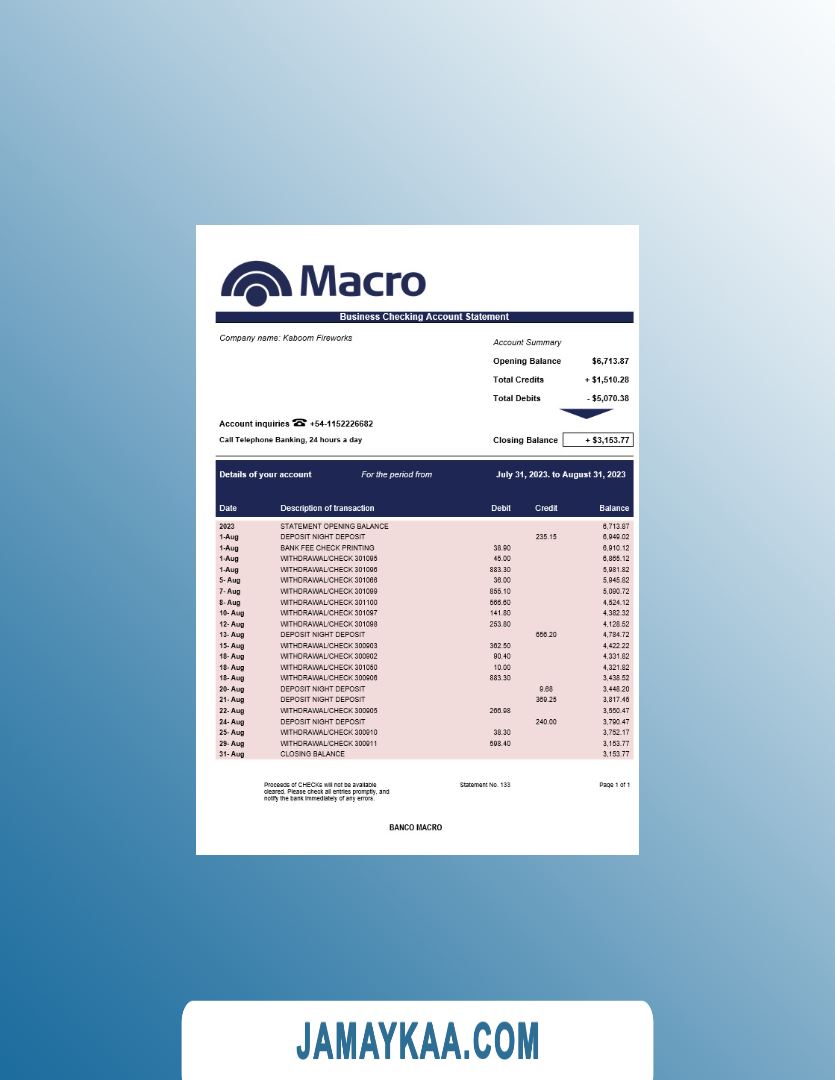 Macro
Business Checking Account Statement
Company name: Kaboom Fireworks
Account Summary
Opening Balance $6,713.87
Total Credits + $1,510.28
Total Debits - $5,070.38
Account inquiries ☎ +54-1152226682
Call Telephone Banking, 24 hours a day
Closing Balance + $3,153.77
Details of your account For the period from July 31, 2023. to August 31, 2023
Date Description of transaction Debit Credit Balance
2023 STATEMENT OPENING BALANCE 6,713.87
1-Aug DEPOSIT NIGHT DEPOSIT 235.15 6,949.02
1-Aug BANK FEE CHECK PRINTING 38.90 6,910.12
1-Aug WITHDRAWAL/CHECK 301095 45.00 6,865.12
1-Aug WITHDRAWAL/CHECK 301096 883.30 5,981.82
5- Aug WITHDRAWAL/CHECK 301066 36.00 5,945.82
7- Aug WITHDRAWAL/CHECK 301099 855.10 5,090.72
8- Aug WITHDRAWAL/CHECK 301100 566.60 4,524.12
10- Aug WITHDRAWAL/CHECK 301097 141.80 4,382.32
12- Aug WITHDRAWAL/CHECK 301098 253.80 4,128.52
13- Aug DEPOSIT NIGHT DEPOSIT 656.20 4,784.72
15- Aug WITHDRAWAL/CHECK 300903 362.50 4,422.22
18- Aug WITHDRAWAL/CHECK 300902 90.40 4,331.82
18- Aug WITHDRAWAL/CHECK 301050 10.00 4,321.82
18- Aug WITHDRAWAL/CHECK 300906 883.30 3,438.52
20- Aug DEPOSIT NIGHT DEPOSIT 9.68 3,448.20
21- Aug DEPOSIT NIGHT DEPOSIT 369.25 3,817.45
22- Aug WITHDRAWAL/CHECK 300905 266.98 3,550.47
24- Aug DEPOSIT NIGHT DEPOSIT 240.00 3,790.47
25- Aug WITHDRAWAL/CHECK 300910 38.30 3,752.17
29- Aug WITHDRAWAL/CHECK 300911 598.40 3,153.77
31- Aug CLOSING BALANCE 3,153.77
Proceeds of CHECKs will not be available
cleared. Please check all entries promptly, and
notify the bank immediately of any errors.
Statement No. 133
Page 1 of 1
BANCO MACRO
JAMAYKAA.COM